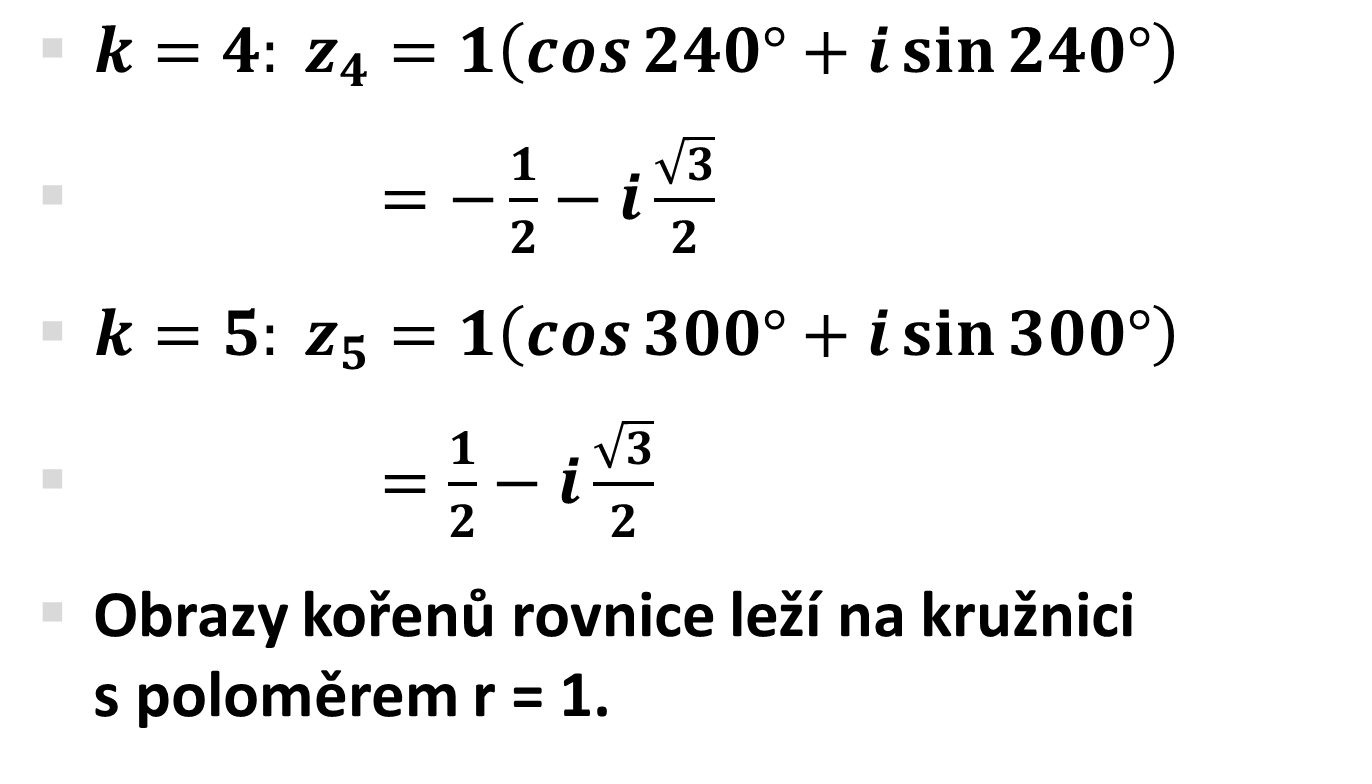 k = 4: z₄ = 1(cos 240° + i sin 240°)
= −1/2 − i √3/2
k = 5: z₅ = 1(cos 300° + i sin 300°)
= 1/2 − i √3/2
Obrazy kořenů rovnice leží na kružnici
s poloměrem r = 1.